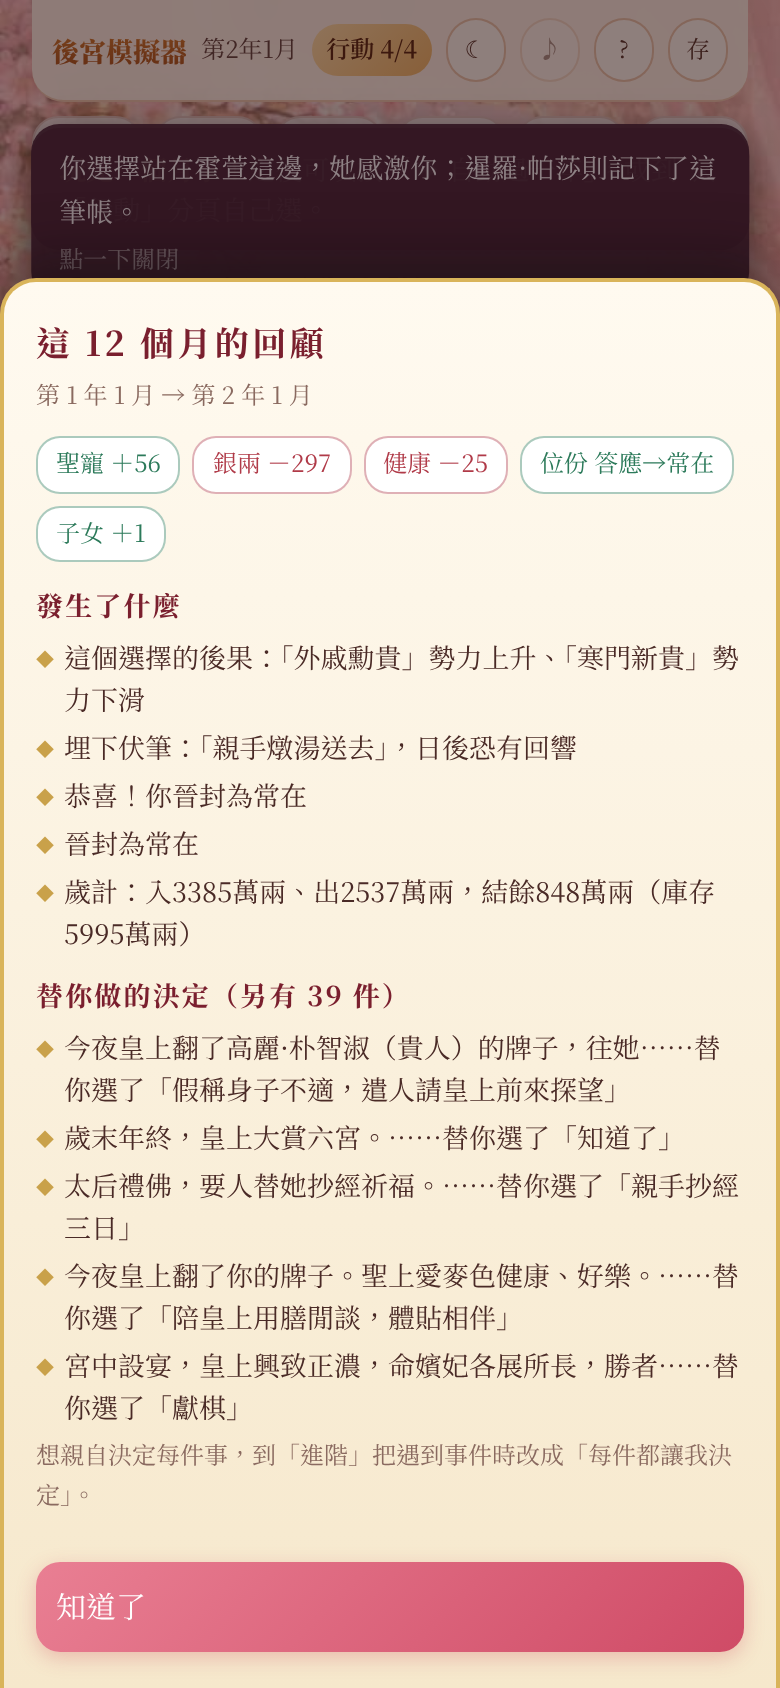 後宮模擬器 第2年1月 行動 4/4 ☾ ♪ ? 存
你選擇站在霍萱這邊，她感激你；暹羅·帕莎則記下了這
筆帳。
點一下關閉
這 12 個月的回顧
第 1 年 1 月 → 第 2 年 1 月
聖寵 ＋56 銀兩 －297 健康 －25 位份 答應→常在
子女 ＋1
發生了什麼
◆ 這個選擇的後果：「外戚勳貴」勢力上升、「寒門新貴」勢
力下滑
◆ 埋下伏筆：「親手燉湯送去」，日後恐有回響
◆ 恭喜！你晉封為常在
◆ 晉封為常在
◆ 歲計：入3385萬兩、出2537萬兩，結餘848萬兩（庫存
5995萬兩）
替你做的決定（另有 39 件）
◆ 今夜皇上翻了高麗·朴智淑（貴人）的牌子，往她⋯⋯替
你選了「假稱身子不適，遣人請皇上前來探望」
◆ 歲末年終，皇上大賞六宮。⋯⋯替你選了「知道了」
◆ 太后禮佛，要人替她抄經祈福。⋯⋯替你選了「親手抄經
三日」
◆ 今夜皇上翻了你的牌子。聖上愛麥色健康、好樂。⋯⋯替
你選了「陪皇上用膳閒談，體貼相伴」
◆ 宮中設宴，皇上興致正濃，命嬪妃各展所長，勝者⋯⋯替
你選了「獻棋」
想親自決定每件事，到「進階」把遇到事件時改成「每件都讓我決
定」。
知道了